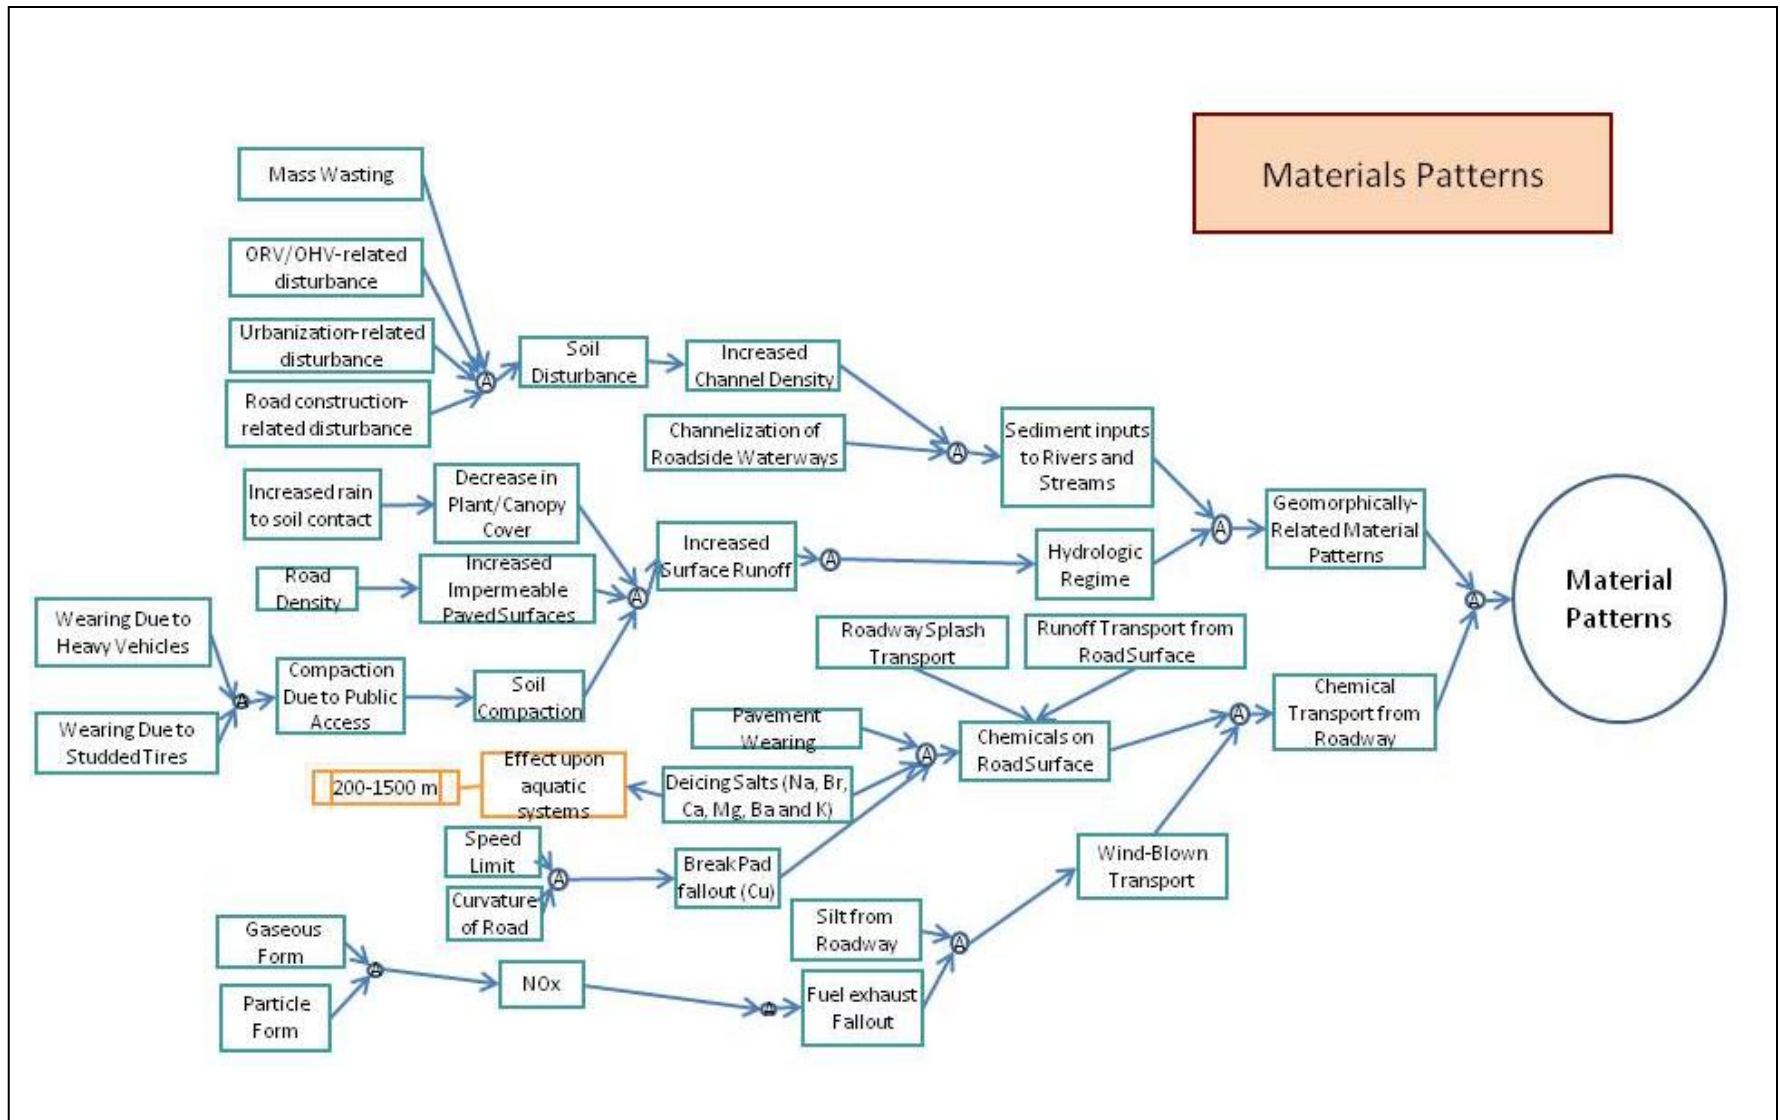 Materials Patterns
Mass Wasting
ORV/OHV-related
disturbance
Urbanization-related
disturbance
Road construction-
related disturbance
A
Soil
Disturbance
Increased
Channel Density
Channelization of
Roadside Waterways
A
Sediment inputs
to Rivers and
Streams
Increased rain
to soil contact
Decrease in
Plant/Canopy
Cover
Road
Density
Increased
Impermeable
Paved Surfaces
A
Increased
Surface Runoff
A
Hydrologic
Regime
A
Geomorphically-
Related Material
Patterns
A
Material
Patterns
Wearing Due to
Heavy Vehicles
Wearing Due to
Studded Tires
A
Compaction
Due to Public
Access
Soil
Compaction
Roadway Splash
Transport
Runoff Transport from
Road Surface
Pavement
Wearing
A
Chemicals on
Road Surface
A
Chemical
Transport from
Roadway
200-1500 m
Effect upon
aquatic
systems
Deicing Salts (Na, Br,
Ca, Mg, Ba and K)
Speed
Limit
Curvature
of Road
A
Break Pad
fallout (Cu)
Wind-Blown
Transport
Silt from
Roadway
A
Gaseous
Form
Particle
Form
A
NOx
A
Fuel exhaust
Fallout